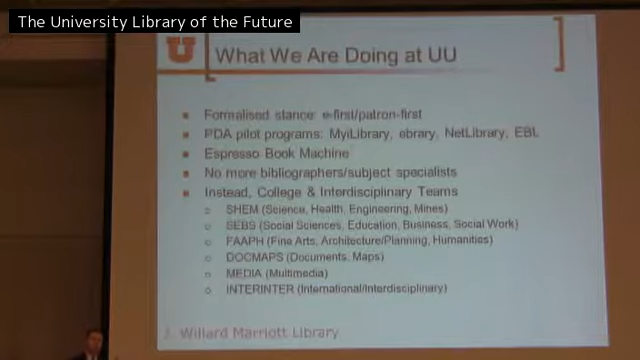 The University Library of the Future
U
What We Are Doing at UU
Formalised stance: e-first/patron-first
PDA pilot programs: MyiLibrary, ebrary, NetLibrary, EBL
Espresso Book Machine
No more bibliographers/subject specialists
Instead, College & Interdisciplinary Teams
SHEM (Science, Health, Engineering, Mines)
SEBS (Social Sciences, Education, Business, Social Work)
FAAPH (Fine Arts, Architecture/Planning, Humanities)
DOCMAPS (Documents, Maps)
MEDIA (Multimedia)
INTERINTER (International/Interdisciplinary)
J. Willard Marriott Library